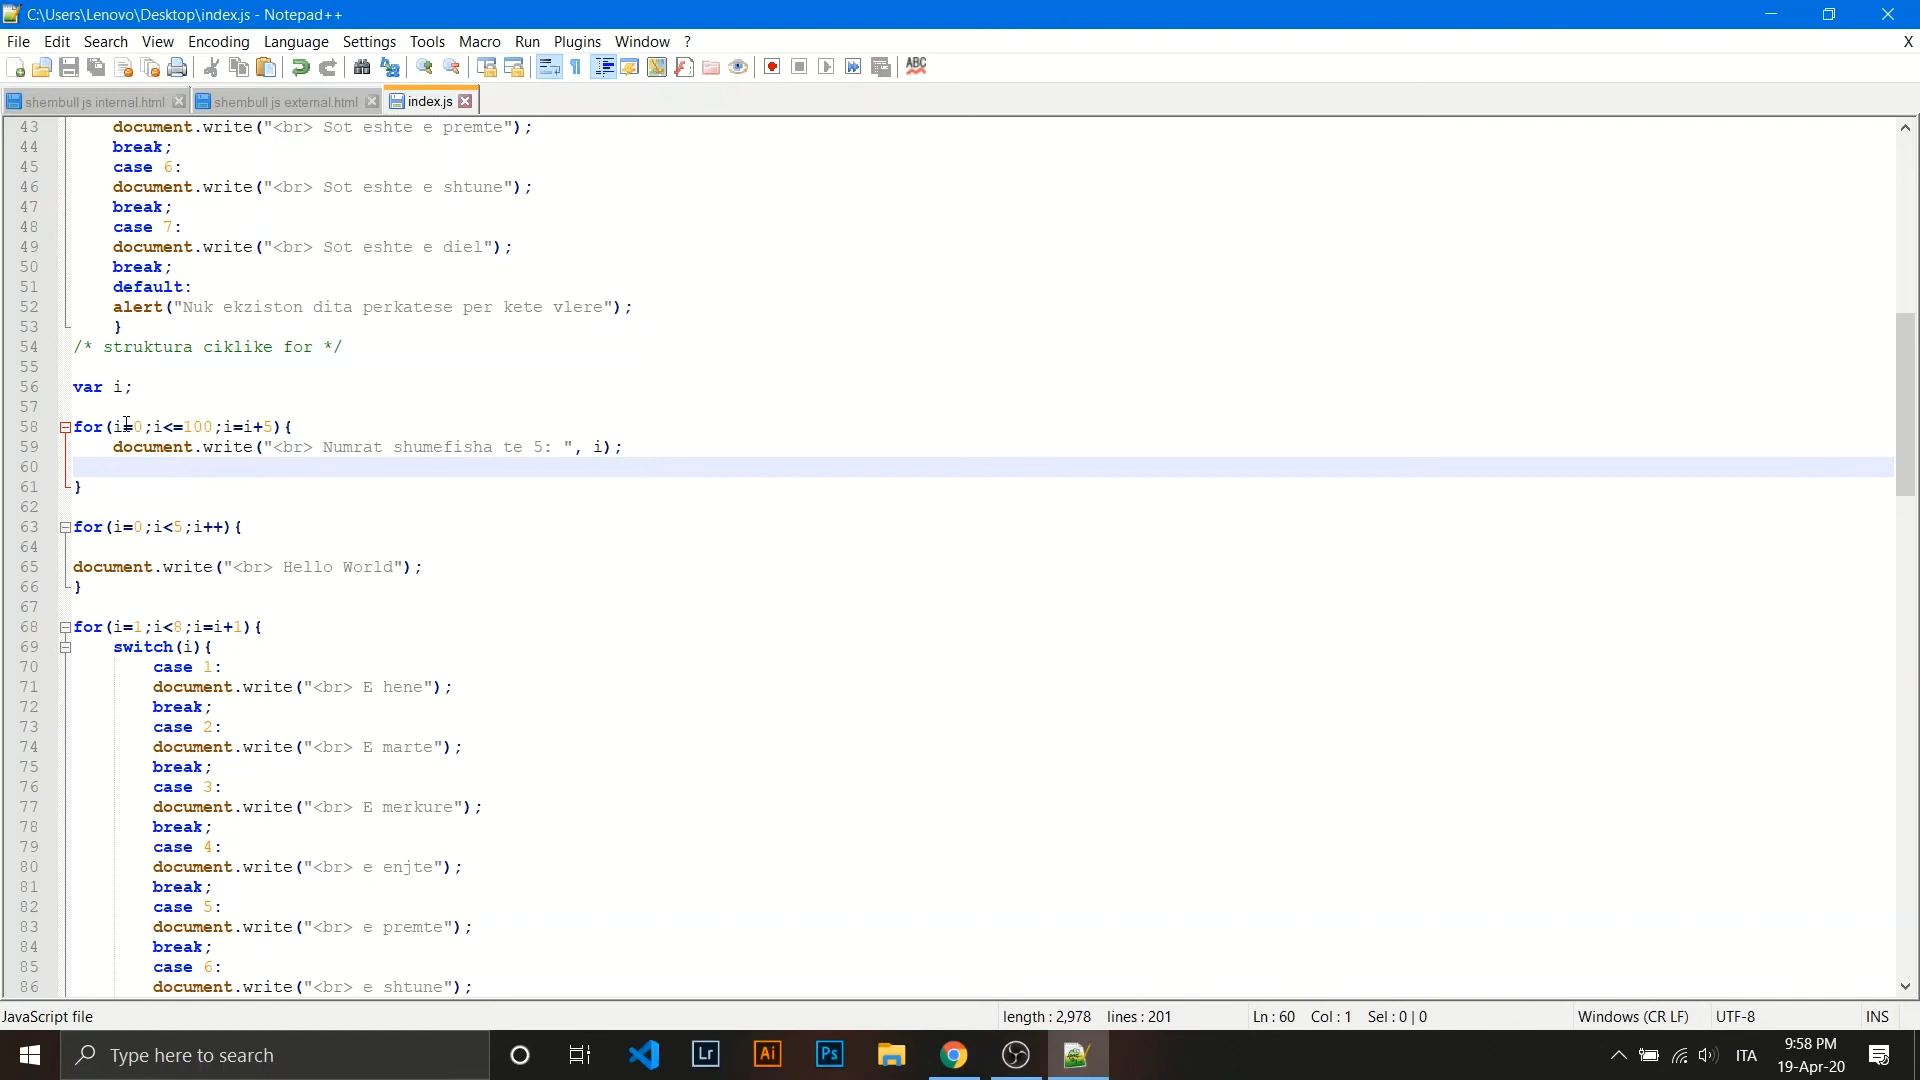 C:\Users\Lenovo\Desktop\index.js - Notepad++
File Edit Search View Encoding Language Settings Tools Macro Run Plugins Window ? X
ABC
shembull js internal.html shembull js external.html index.js
43 document.write("<br> Sot eshte e premte");
44 break;
45 case 6:
46 document.write("<br> Sot eshte e shtune");
47 break;
48 case 7:
49 document.write("<br> Sot eshte e diel");
50 break;
51 default:
52 alert("Nuk ekziston dita perkatese per kete vlere");
53 }
54 /* struktura ciklike for */
55
56 var i;
57
58 for(i=0;i<=100;i=i+5){
59 document.write("<br> Numrat shumefisha te 5: ", i);
60
61 }
62
63 for(i=0;i<5;i++){
64
65 document.write("<br> Hello World");
66 }
67
68 for(i=1;i<8;i=i+1){
69 switch(i){
70 case 1:
71 document.write("<br> E hene");
72 break;
73 case 2:
74 document.write("<br> E marte");
75 break;
76 case 3:
77 document.write("<br> E merkure");
78 break;
79 case 4:
80 document.write("<br> e enjte");
81 break;
82 case 5:
83 document.write("<br> e premte");
84 break;
85 case 6:
86 document.write("<br> e shtune");
JavaScript file length : 2,978 lines : 201 Ln : 60 Col : 1 Sel : 0 | 0 Windows (CR LF) UTF-8 INS
Type here to search Lr Ai Ps ITA 9:58 PM
19-Apr-20